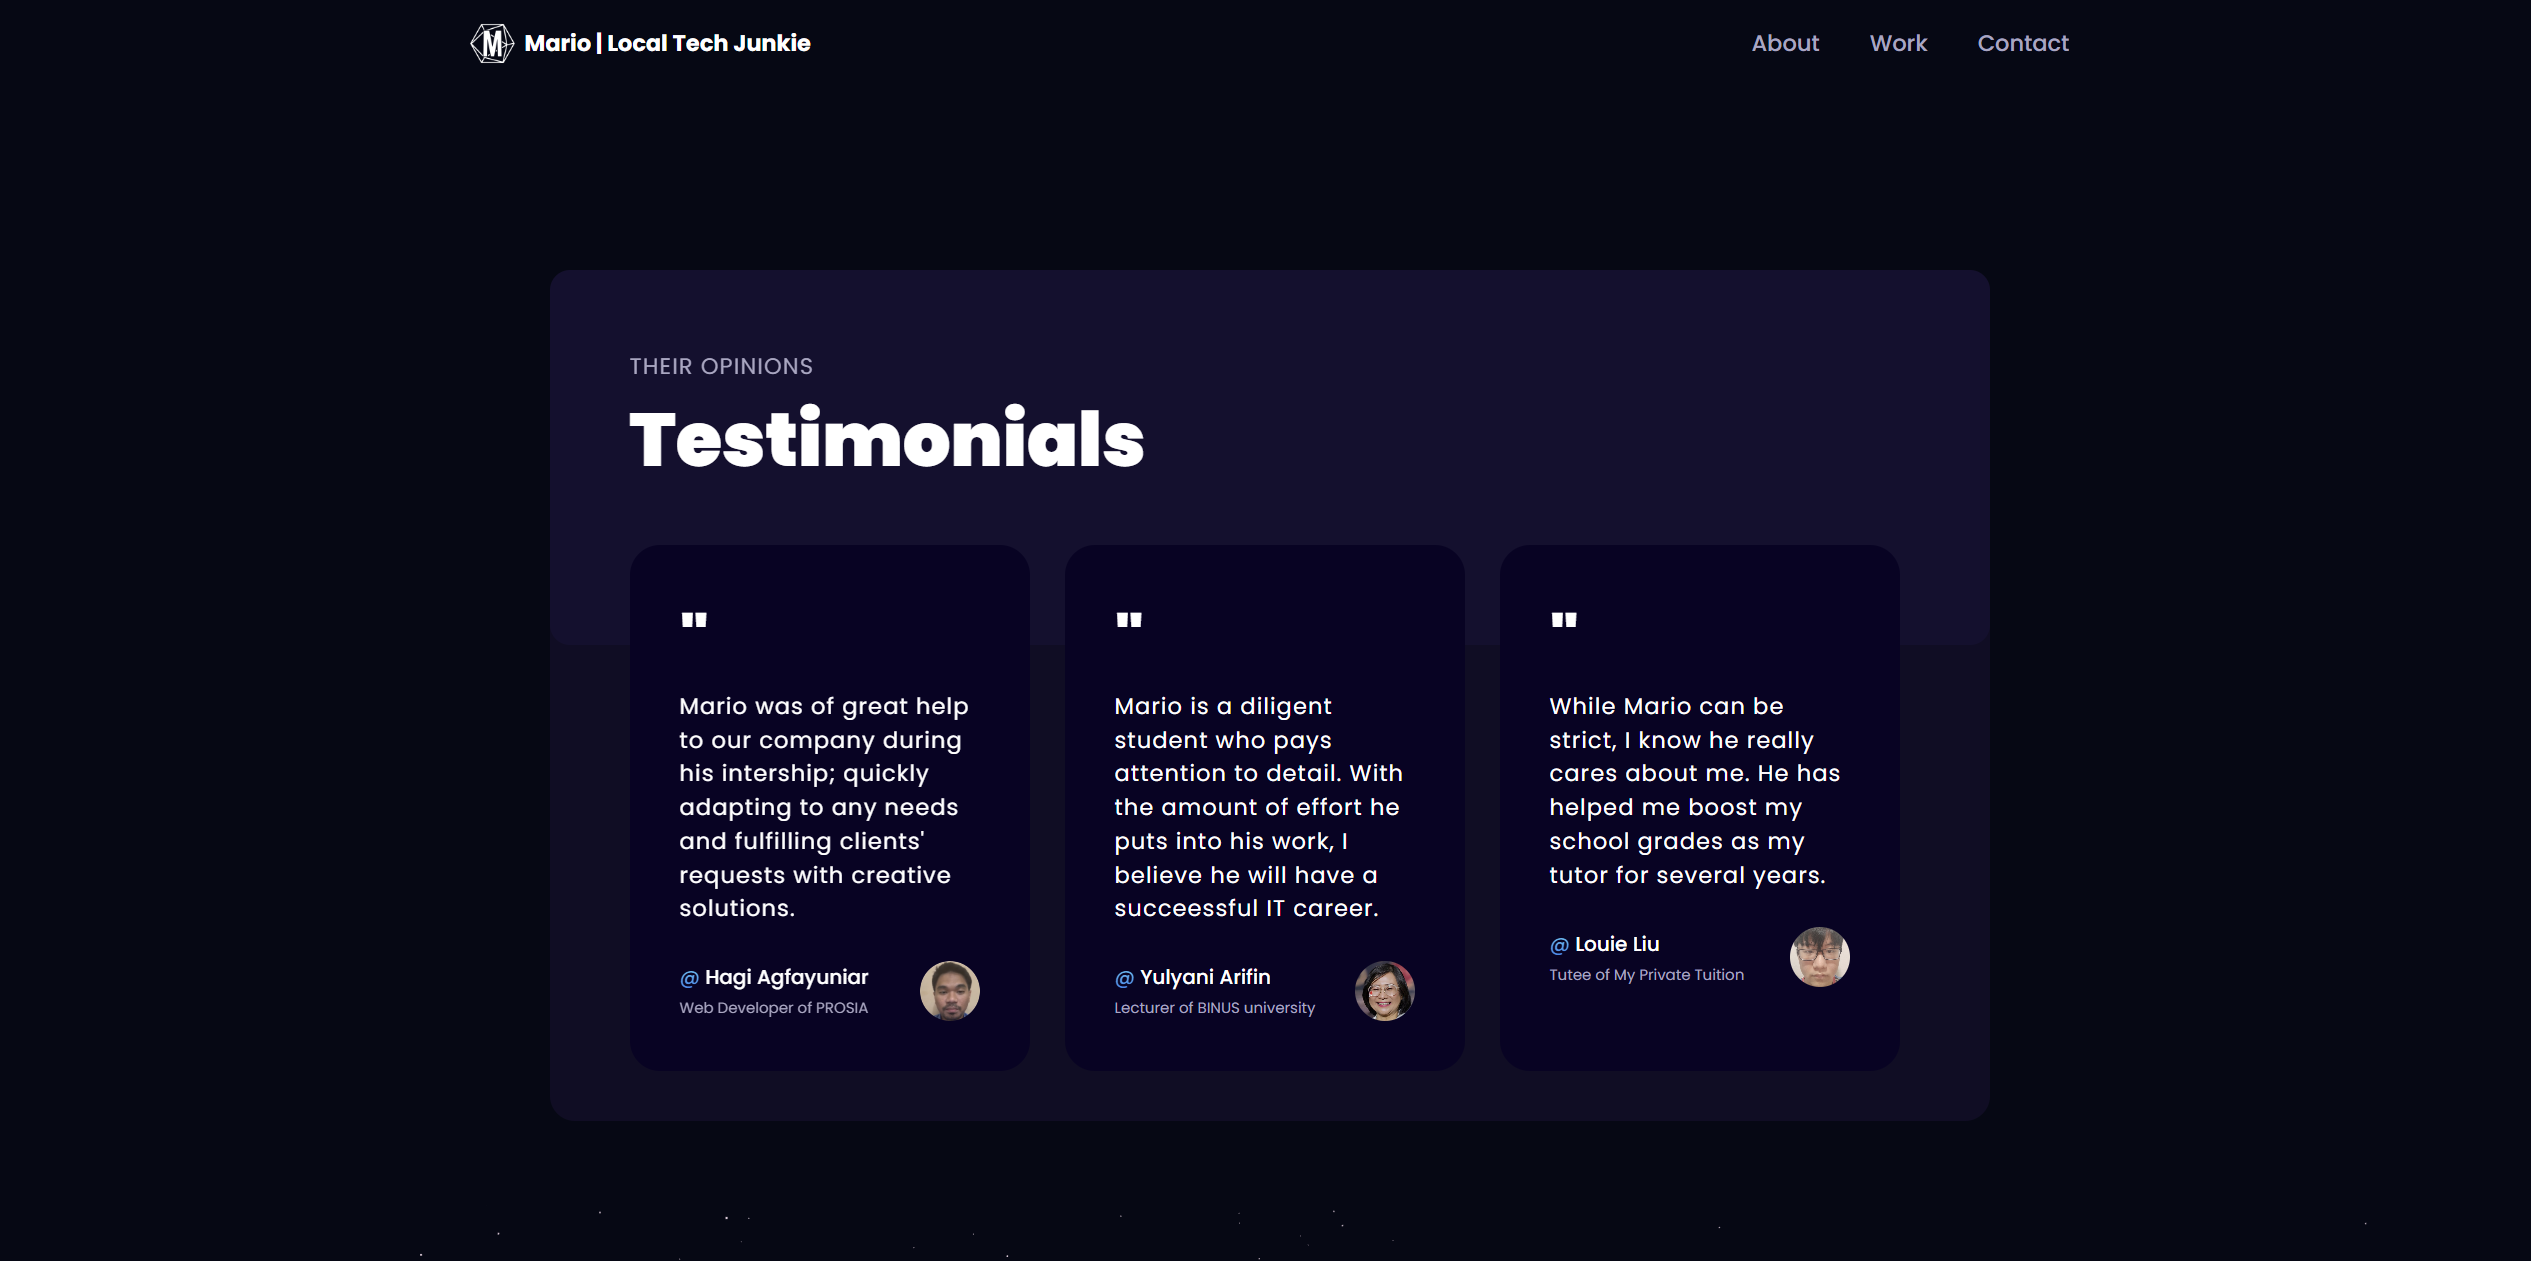 M Mario | Local Tech Junkie
About Work Contact
THEIR OPINIONS
Testimonials
"
Mario was of great help
to our company during
his intership; quickly
adapting to any needs
and fulfilling clients'
requests with creative
solutions.
@ Hagi Agfayuniar
Web Developer of PROSIA
"
Mario is a diligent
student who pays
attention to detail. With
the amount of effort he
puts into his work, I
believe he will have a
succeessful IT career.
@ Yulyani Arifin
Lecturer of BINUS university
"
While Mario can be
strict, I know he really
cares about me. He has
helped me boost my
school grades as my
tutor for several years.
@ Louie Liu
Tutee of My Private Tuition